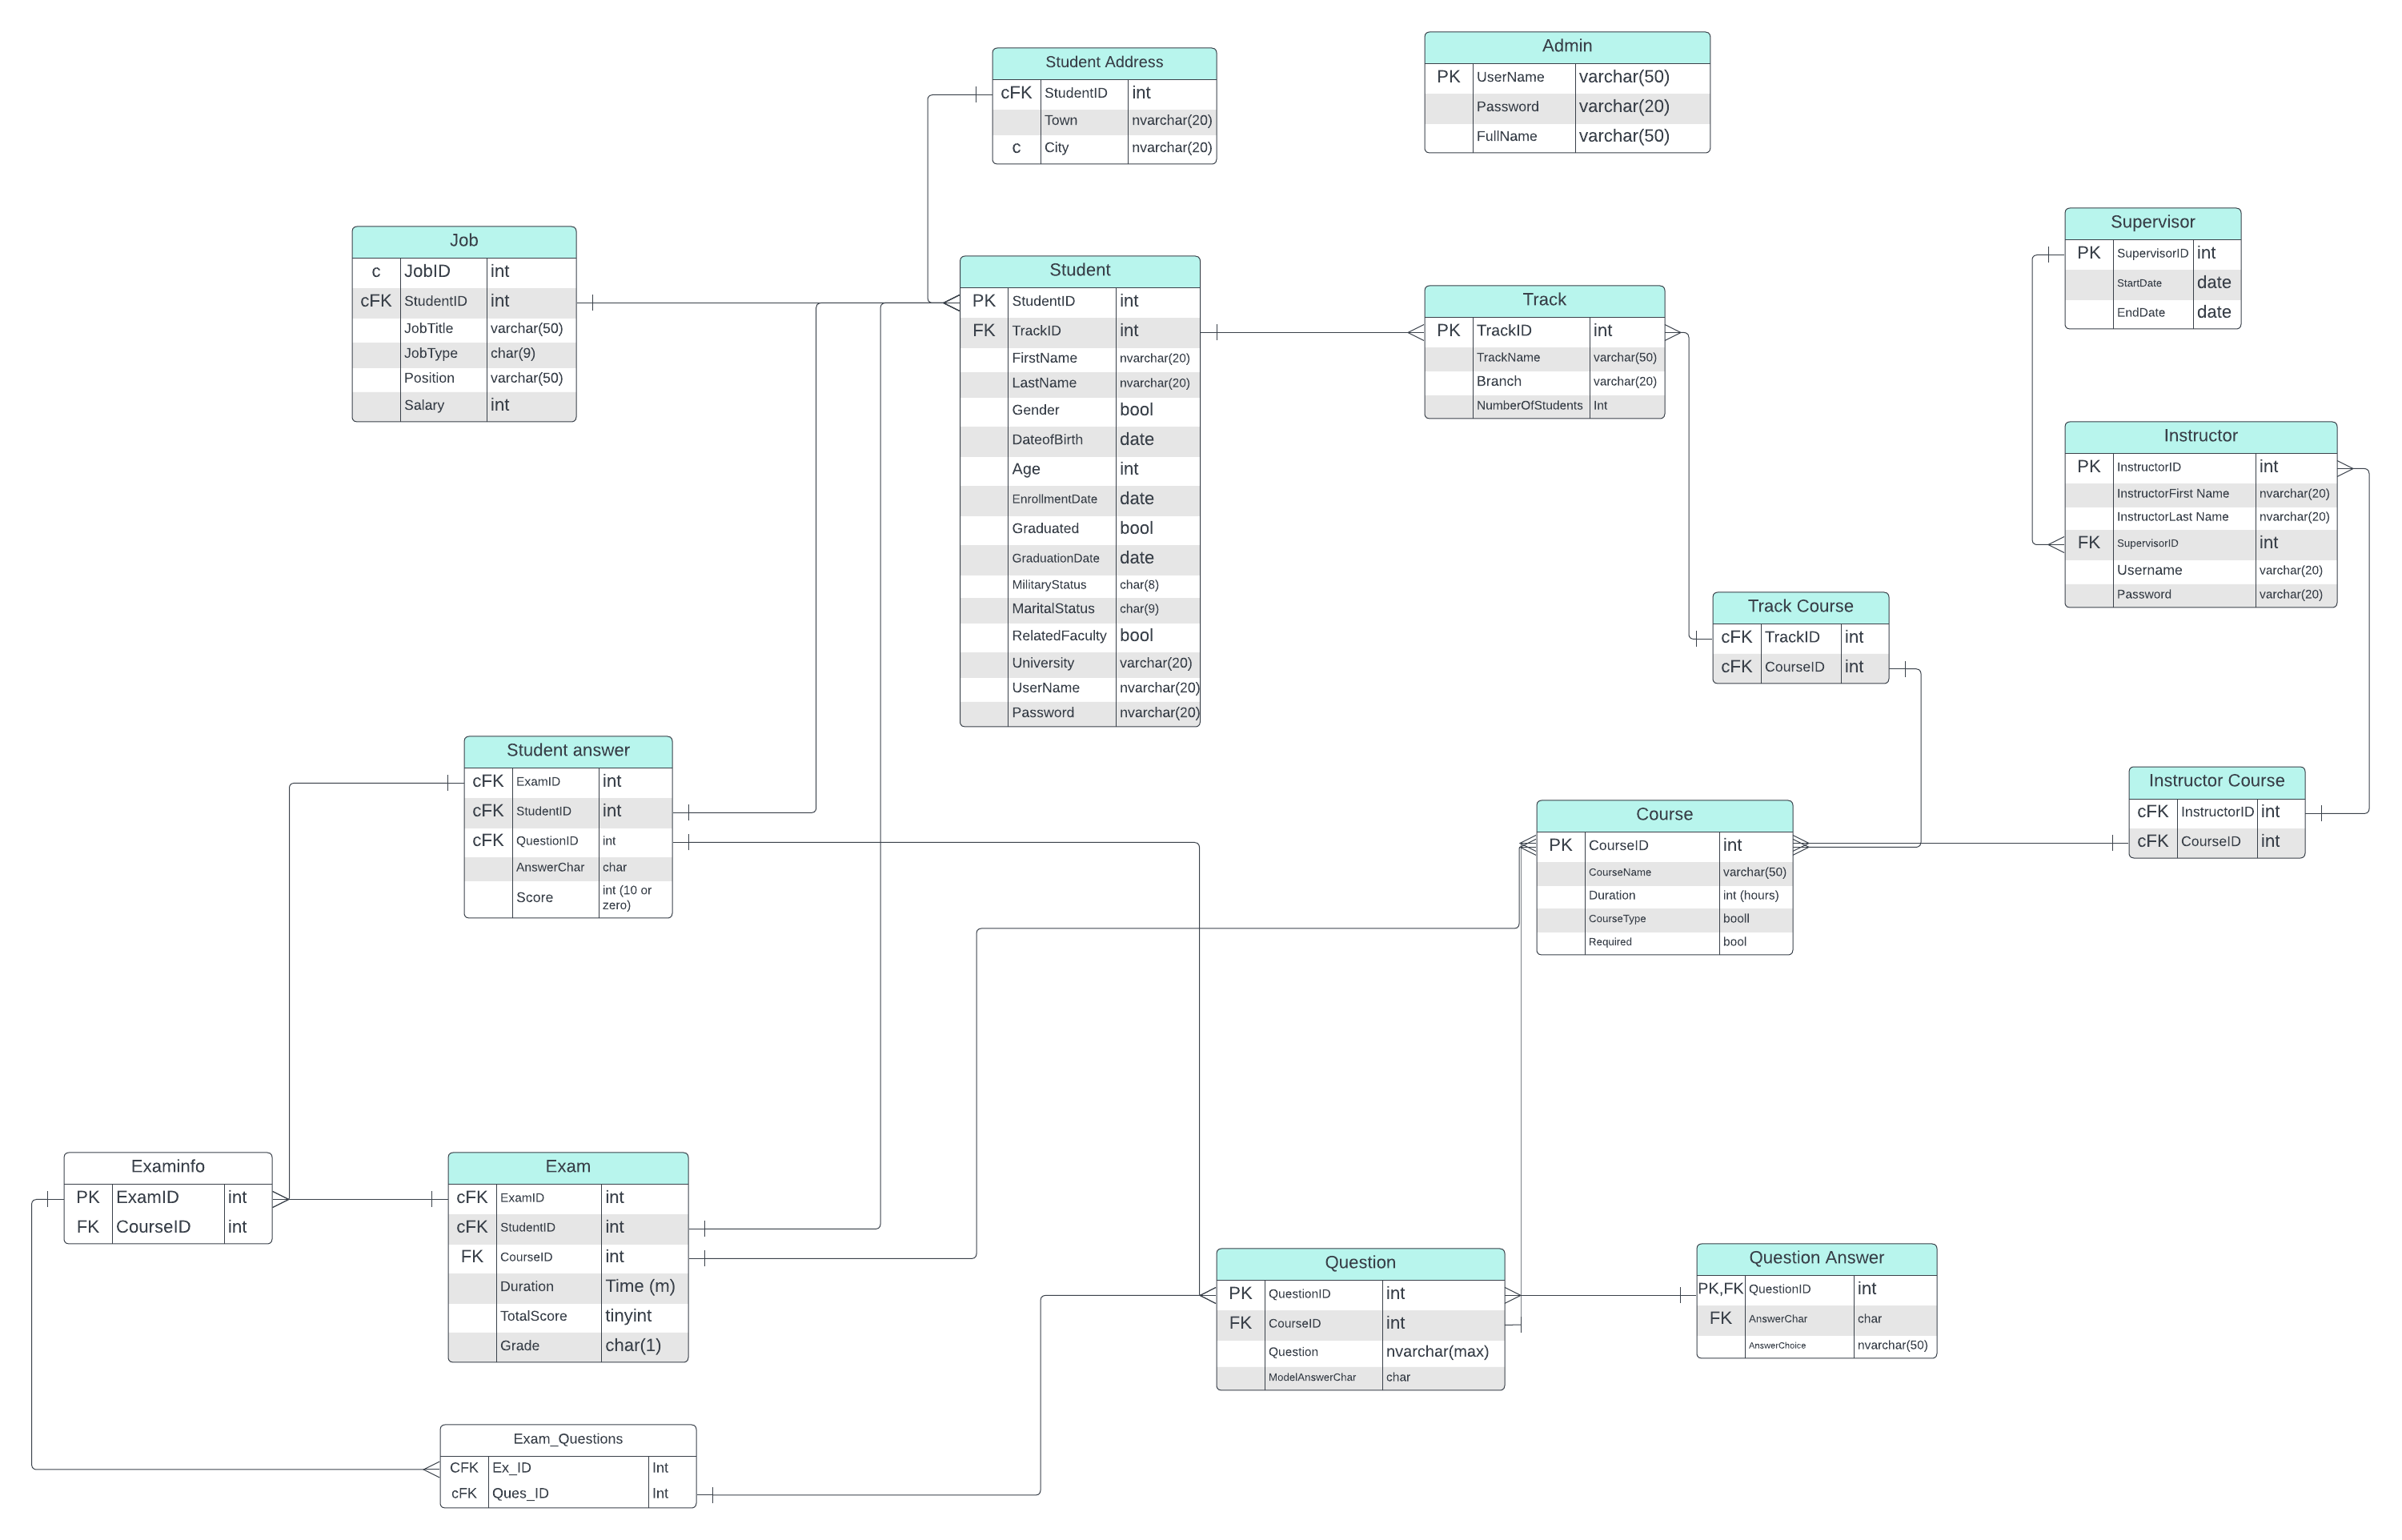 Student Address
cFK StudentID int
Town nvarchar(20)
c City nvarchar(20)
Admin
PK UserName varchar(50)
Password varchar(20)
FullName varchar(50)
Supervisor
PK SupervisorID int
StartDate date
EndDate date
Job
c JobID int
cFK StudentID int
JobTitle varchar(50)
JobType char(9)
Position varchar(50)
Salary int
Student
PK StudentID int
FK TrackID int
FirstName nvarchar(20)
LastName nvarchar(20)
Gender bool
DateofBirth date
Age int
EnrollmentDate date
Graduated bool
GraduationDate date
MilitaryStatus char(8)
MaritalStatus char(9)
RelatedFaculty bool
University varchar(20)
UserName nvarchar(20)
Password nvarchar(20)
Track
PK TrackID int
TrackName varchar(50)
Branch varchar(20)
NumberOfStudents Int
Instructor
PK InstructorID int
InstructorFirst Name nvarchar(20)
InstructorLast Name nvarchar(20)
FK SupervisorID int
Username varchar(20)
Password varchar(20)
Track Course
cFK TrackID int
cFK CourseID int
Student answer
cFK ExamID int
cFK StudentID int
cFK QuestionID int
AnswerChar char
Score int (10 or
zero)
Course
PK CourseID int
CourseName varchar(50)
Duration int (hours)
CourseType booll
Required bool
Instructor Course
cFK InstructorID int
cFK CourseID int
Examinfo
PK ExamID int
FK CourseID int
Exam
cFK ExamID int
cFK StudentID int
FK CourseID int
Duration Time (m)
TotalScore tinyint
Grade char(1)
Question
PK QuestionID int
FK CourseID int
Question nvarchar(max)
ModelAnswerChar char
Question Answer
PK,FK QuestionID int
FK AnswerChar char
AnswerChoice nvarchar(50)
Exam_Questions
CFK Ex_ID Int
cFK Ques_ID Int